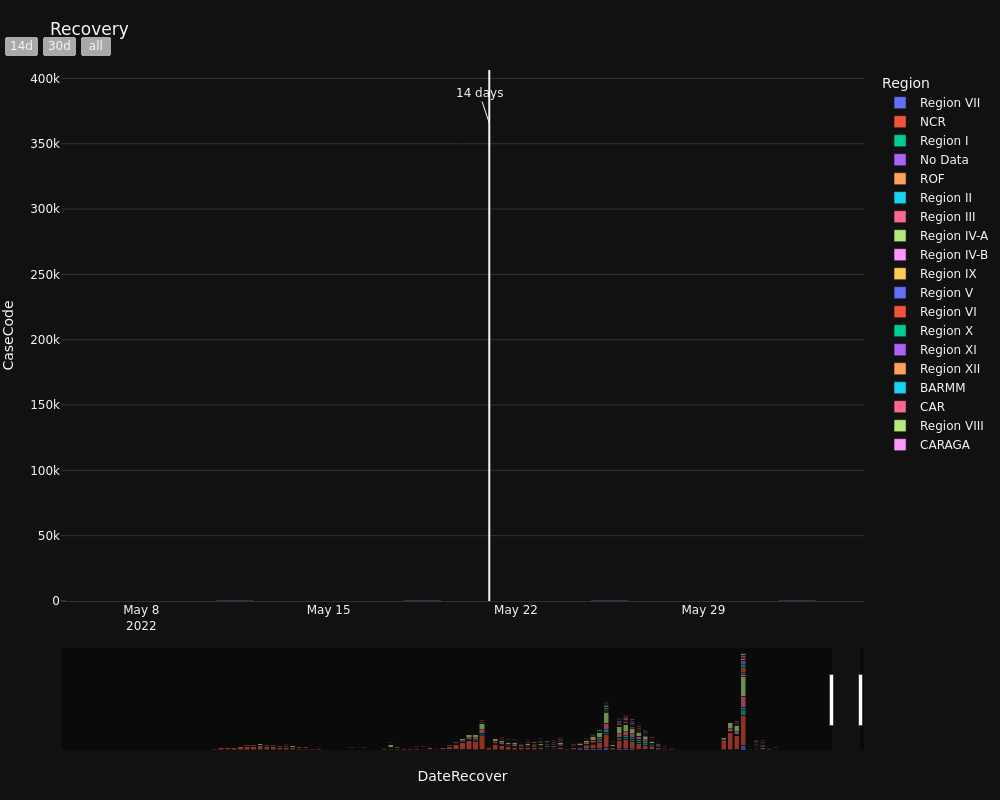 Recovery
14d 30d all
400k
350k
300k
250k
200k
150k
100k
50k
0
CaseCode
14 days
May 8
2022
May 15
May 22
May 29
DateRecover
Region
Region VII
NCR
Region I
No Data
ROF
Region II
Region III
Region IV-A
Region IV-B
Region IX
Region V
Region VI
Region X
Region XI
Region XII
BARMM
CAR
Region VIII
CARAGA